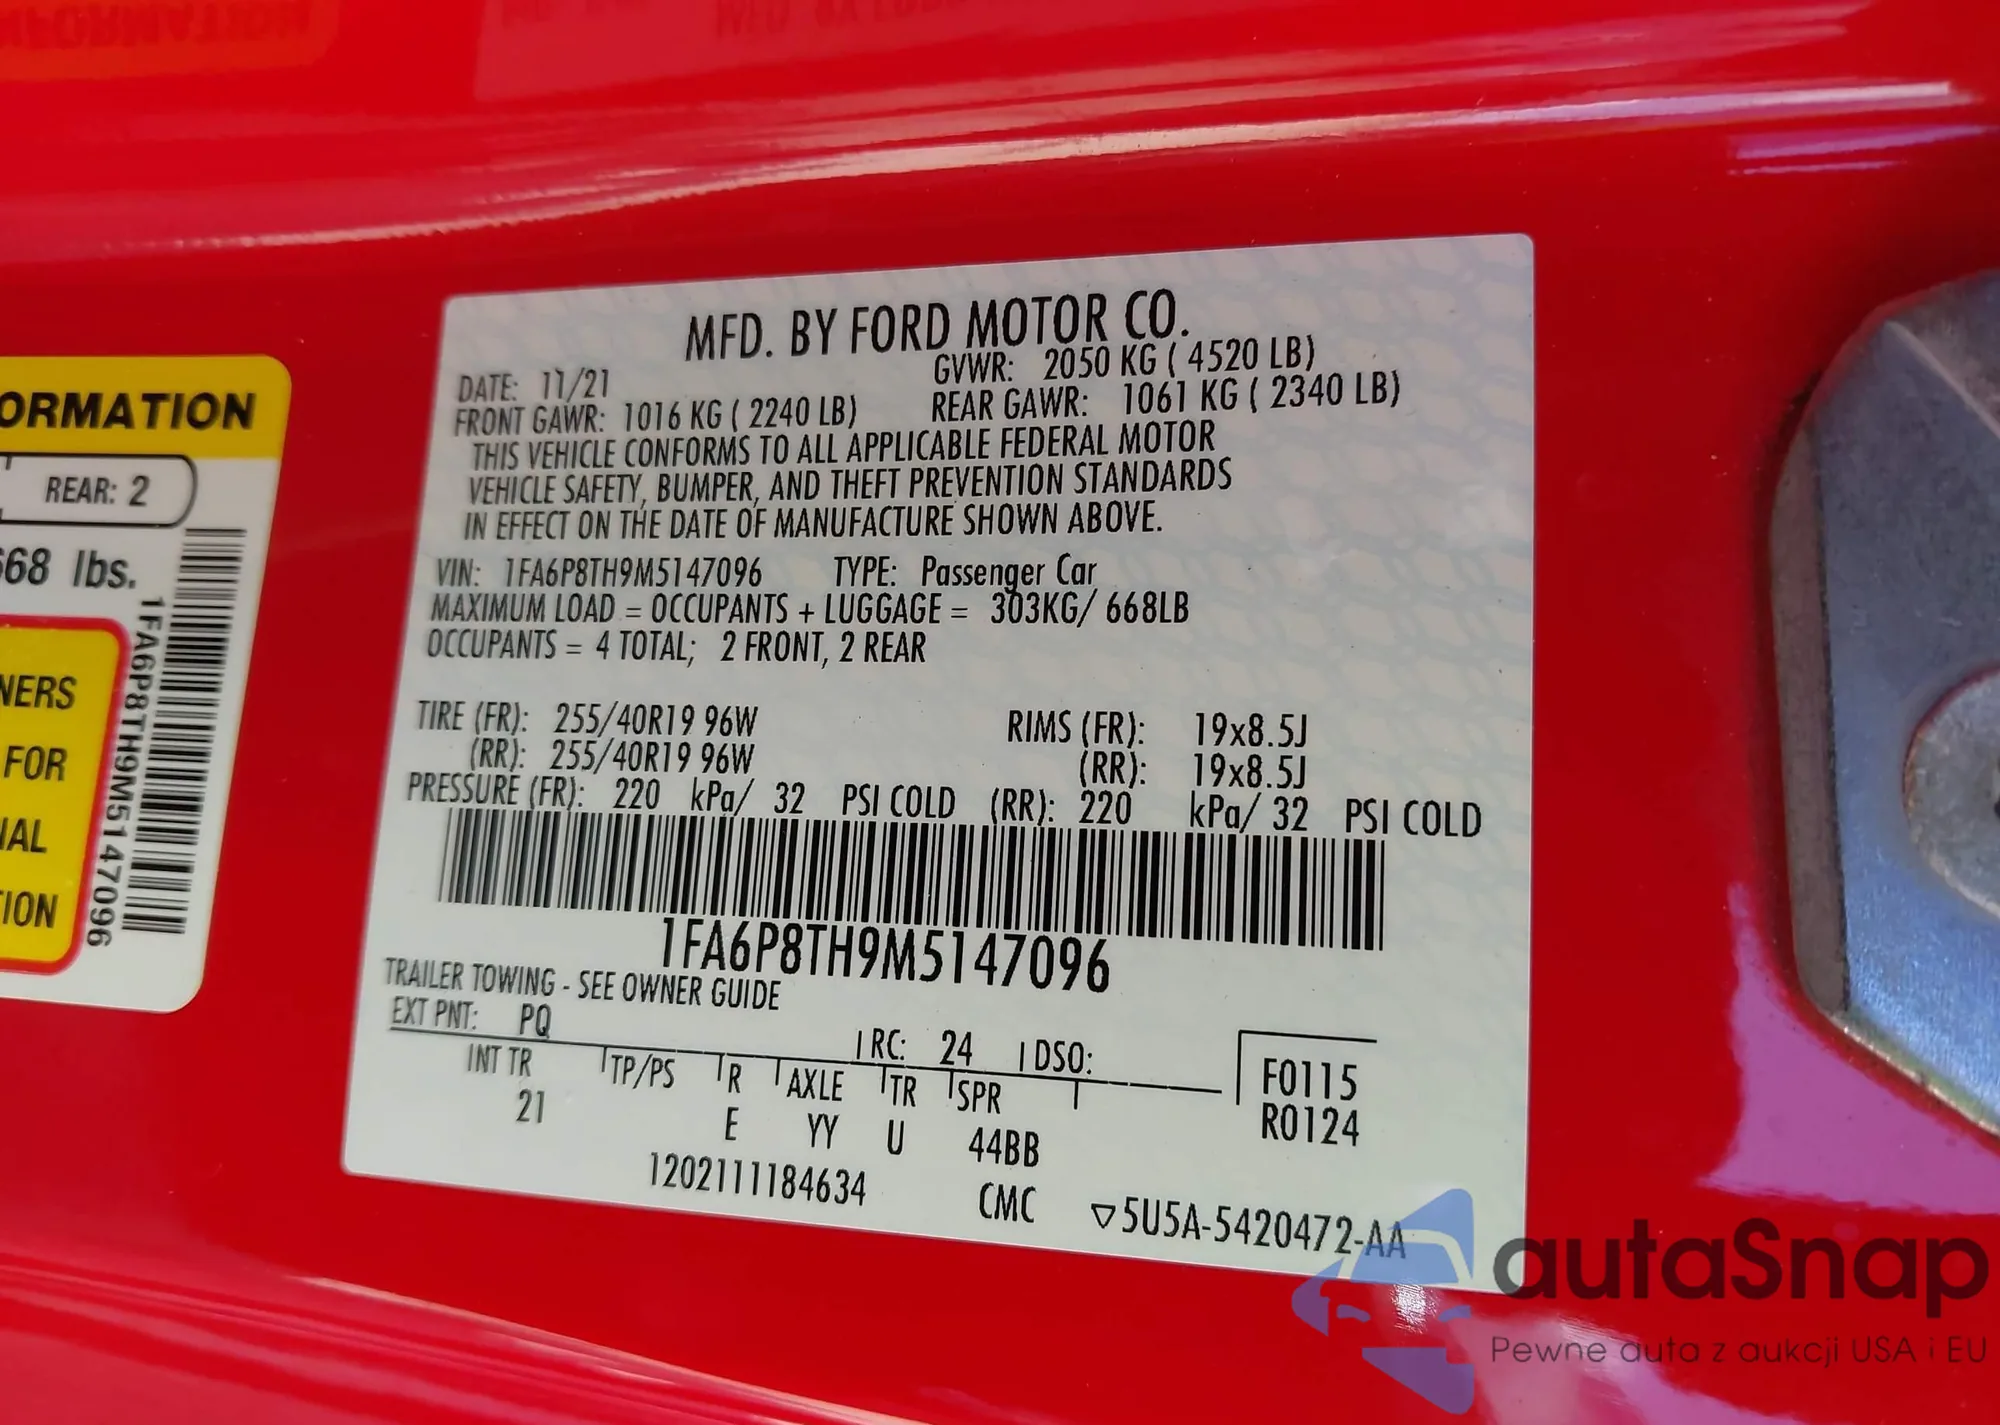 ORMATION
REAR: 2
668 lbs.
NERS
FOR
IAL
TION
1FA6P8TH9M5147096
MFD. BY FORD MOTOR CO.
DATE: 11/21 GVWR: 2050 KG ( 4520 LB)
FRONT GAWR: 1016 KG ( 2240 LB) REAR GAWR: 1061 KG ( 2340 LB)
THIS VEHICLE CONFORMS TO ALL APPLICABLE FEDERAL MOTOR
VEHICLE SAFETY, BUMPER, AND THEFT PREVENTION STANDARDS
IN EFFECT ON THE DATE OF MANUFACTURE SHOWN ABOVE.
VIN: 1FA6P8TH9M5147096 TYPE: Passenger Car
MAXIMUM LOAD = OCCUPANTS + LUGGAGE = 303KG/ 668LB
OCCUPANTS = 4 TOTAL; 2 FRONT, 2 REAR
TIRE (FR): 255/40R19 96W RIMS (FR): 19x8.5J
(RR): 255/40R19 96W (RR): 19x8.5J
PRESSURE (FR): 220 kPa/ 32 PSI COLD (RR): 220 kPa/ 32 PSI COLD
1FA6P8TH9M5147096
TRAILER TOWING - SEE OWNER GUIDE
EXT PNT: PQ RC: 24 DSO:
INT TR TP/PS R AXLE TR SPR F0115
21 E YY U 44BB R0124
1202111184634 CMC ▽5U5A-5420472-AA
autaSnap
Pewne auta z aukcji USA i EU